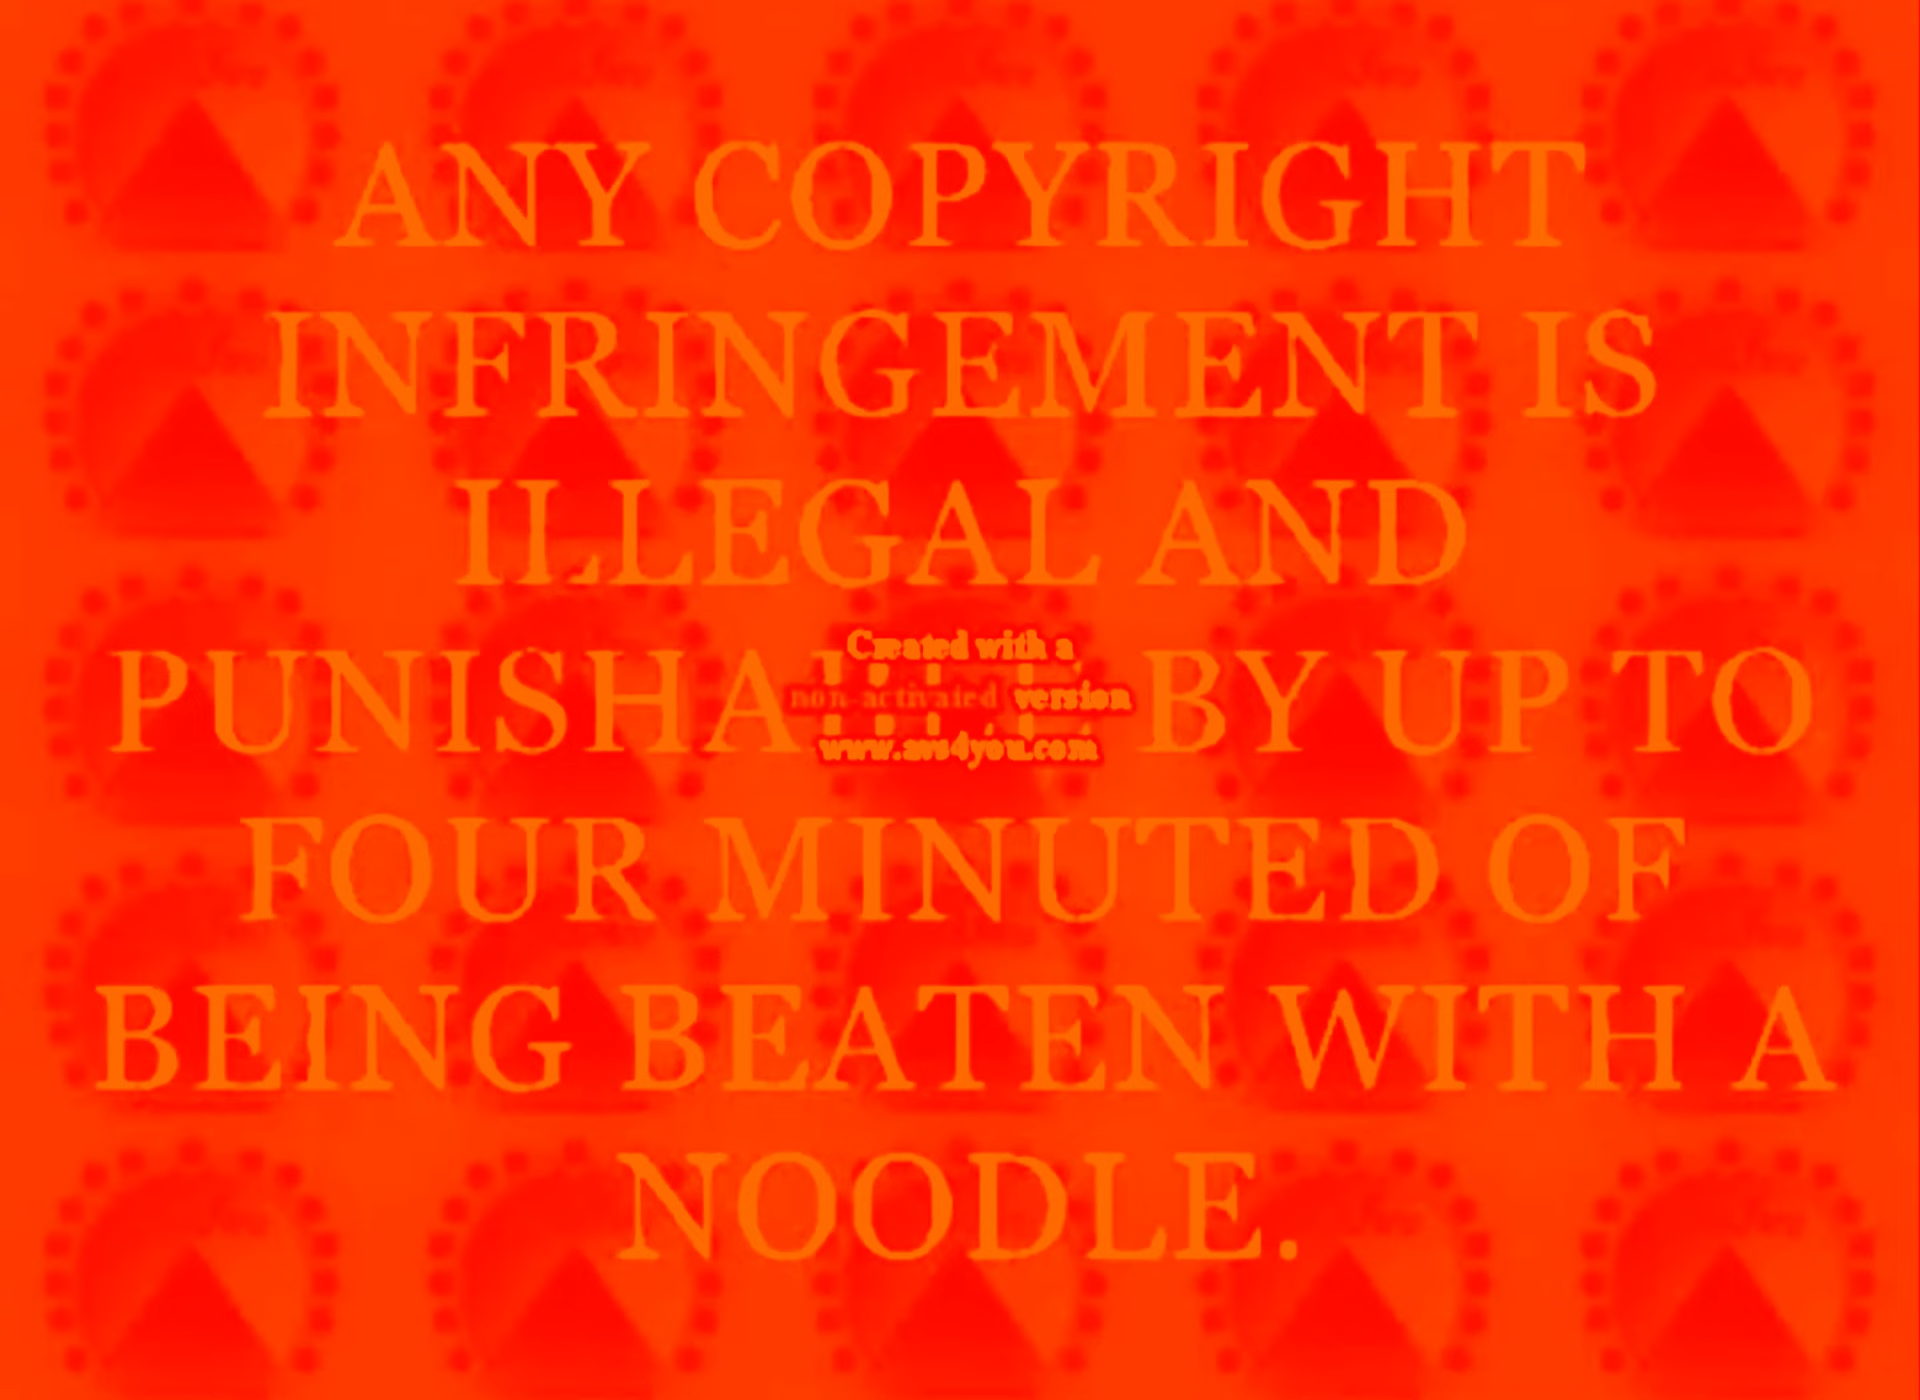 ANY COPYRIGHT
INFRINGEMENT IS
ILLEGAL AND
BY UP TO
Created with a
non-activated version
www.avs4you.com
FOUR MINUTED OF
BEING BEATEN WITH A
NOODLE.